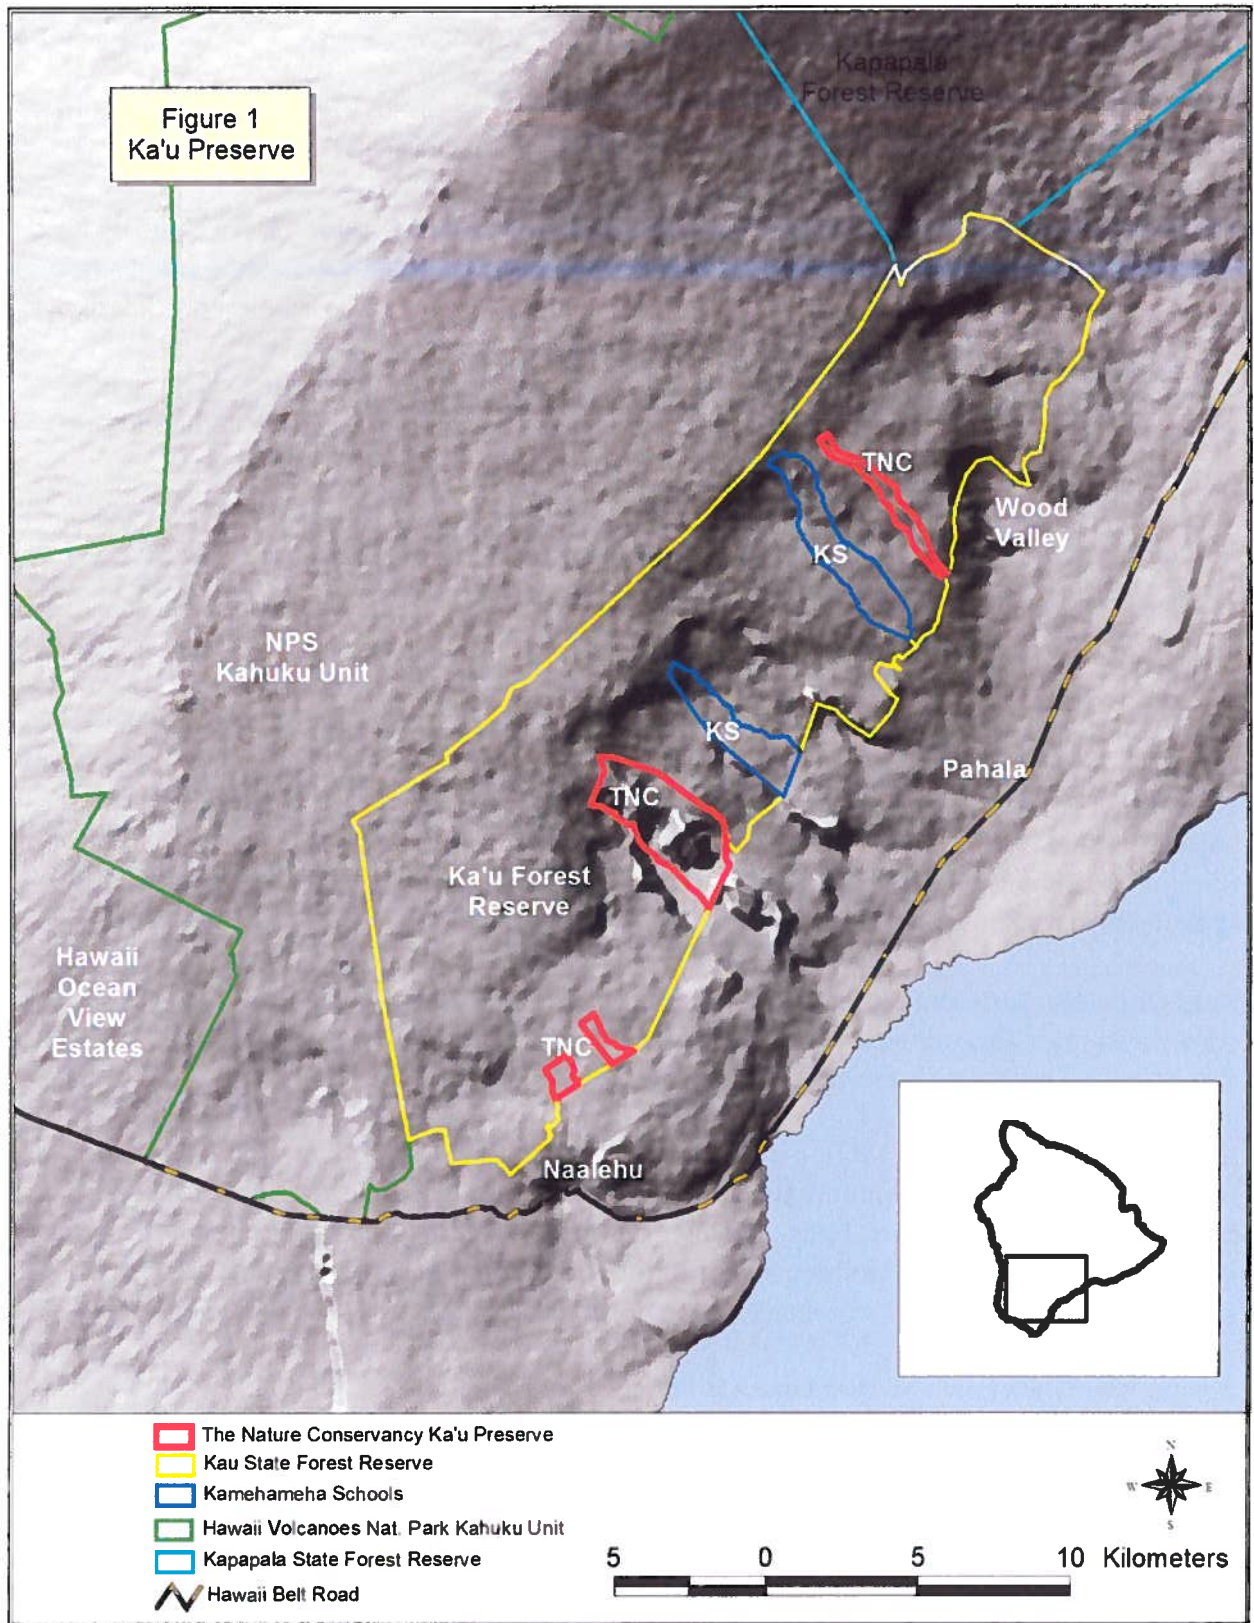 Kapapala
Forest Reserve
Figure 1
Ka'u Preserve
TNC
Wood
Valley
KS
NPS
Kahuku Unit
KS
Pahala
TNC
Ka'u Forest
Reserve
Hawaii
Ocean
View
Estates
TNC
Naalehu
The Nature Conservancy Ka'u Preserve
Kau State Forest Reserve
Kamehameha Schools
Hawaii Volcanoes Nat. Park Kahuku Unit
Kapapala State Forest Reserve
Hawaii Belt Road
N
W E
S
5 0 5 10 Kilometers